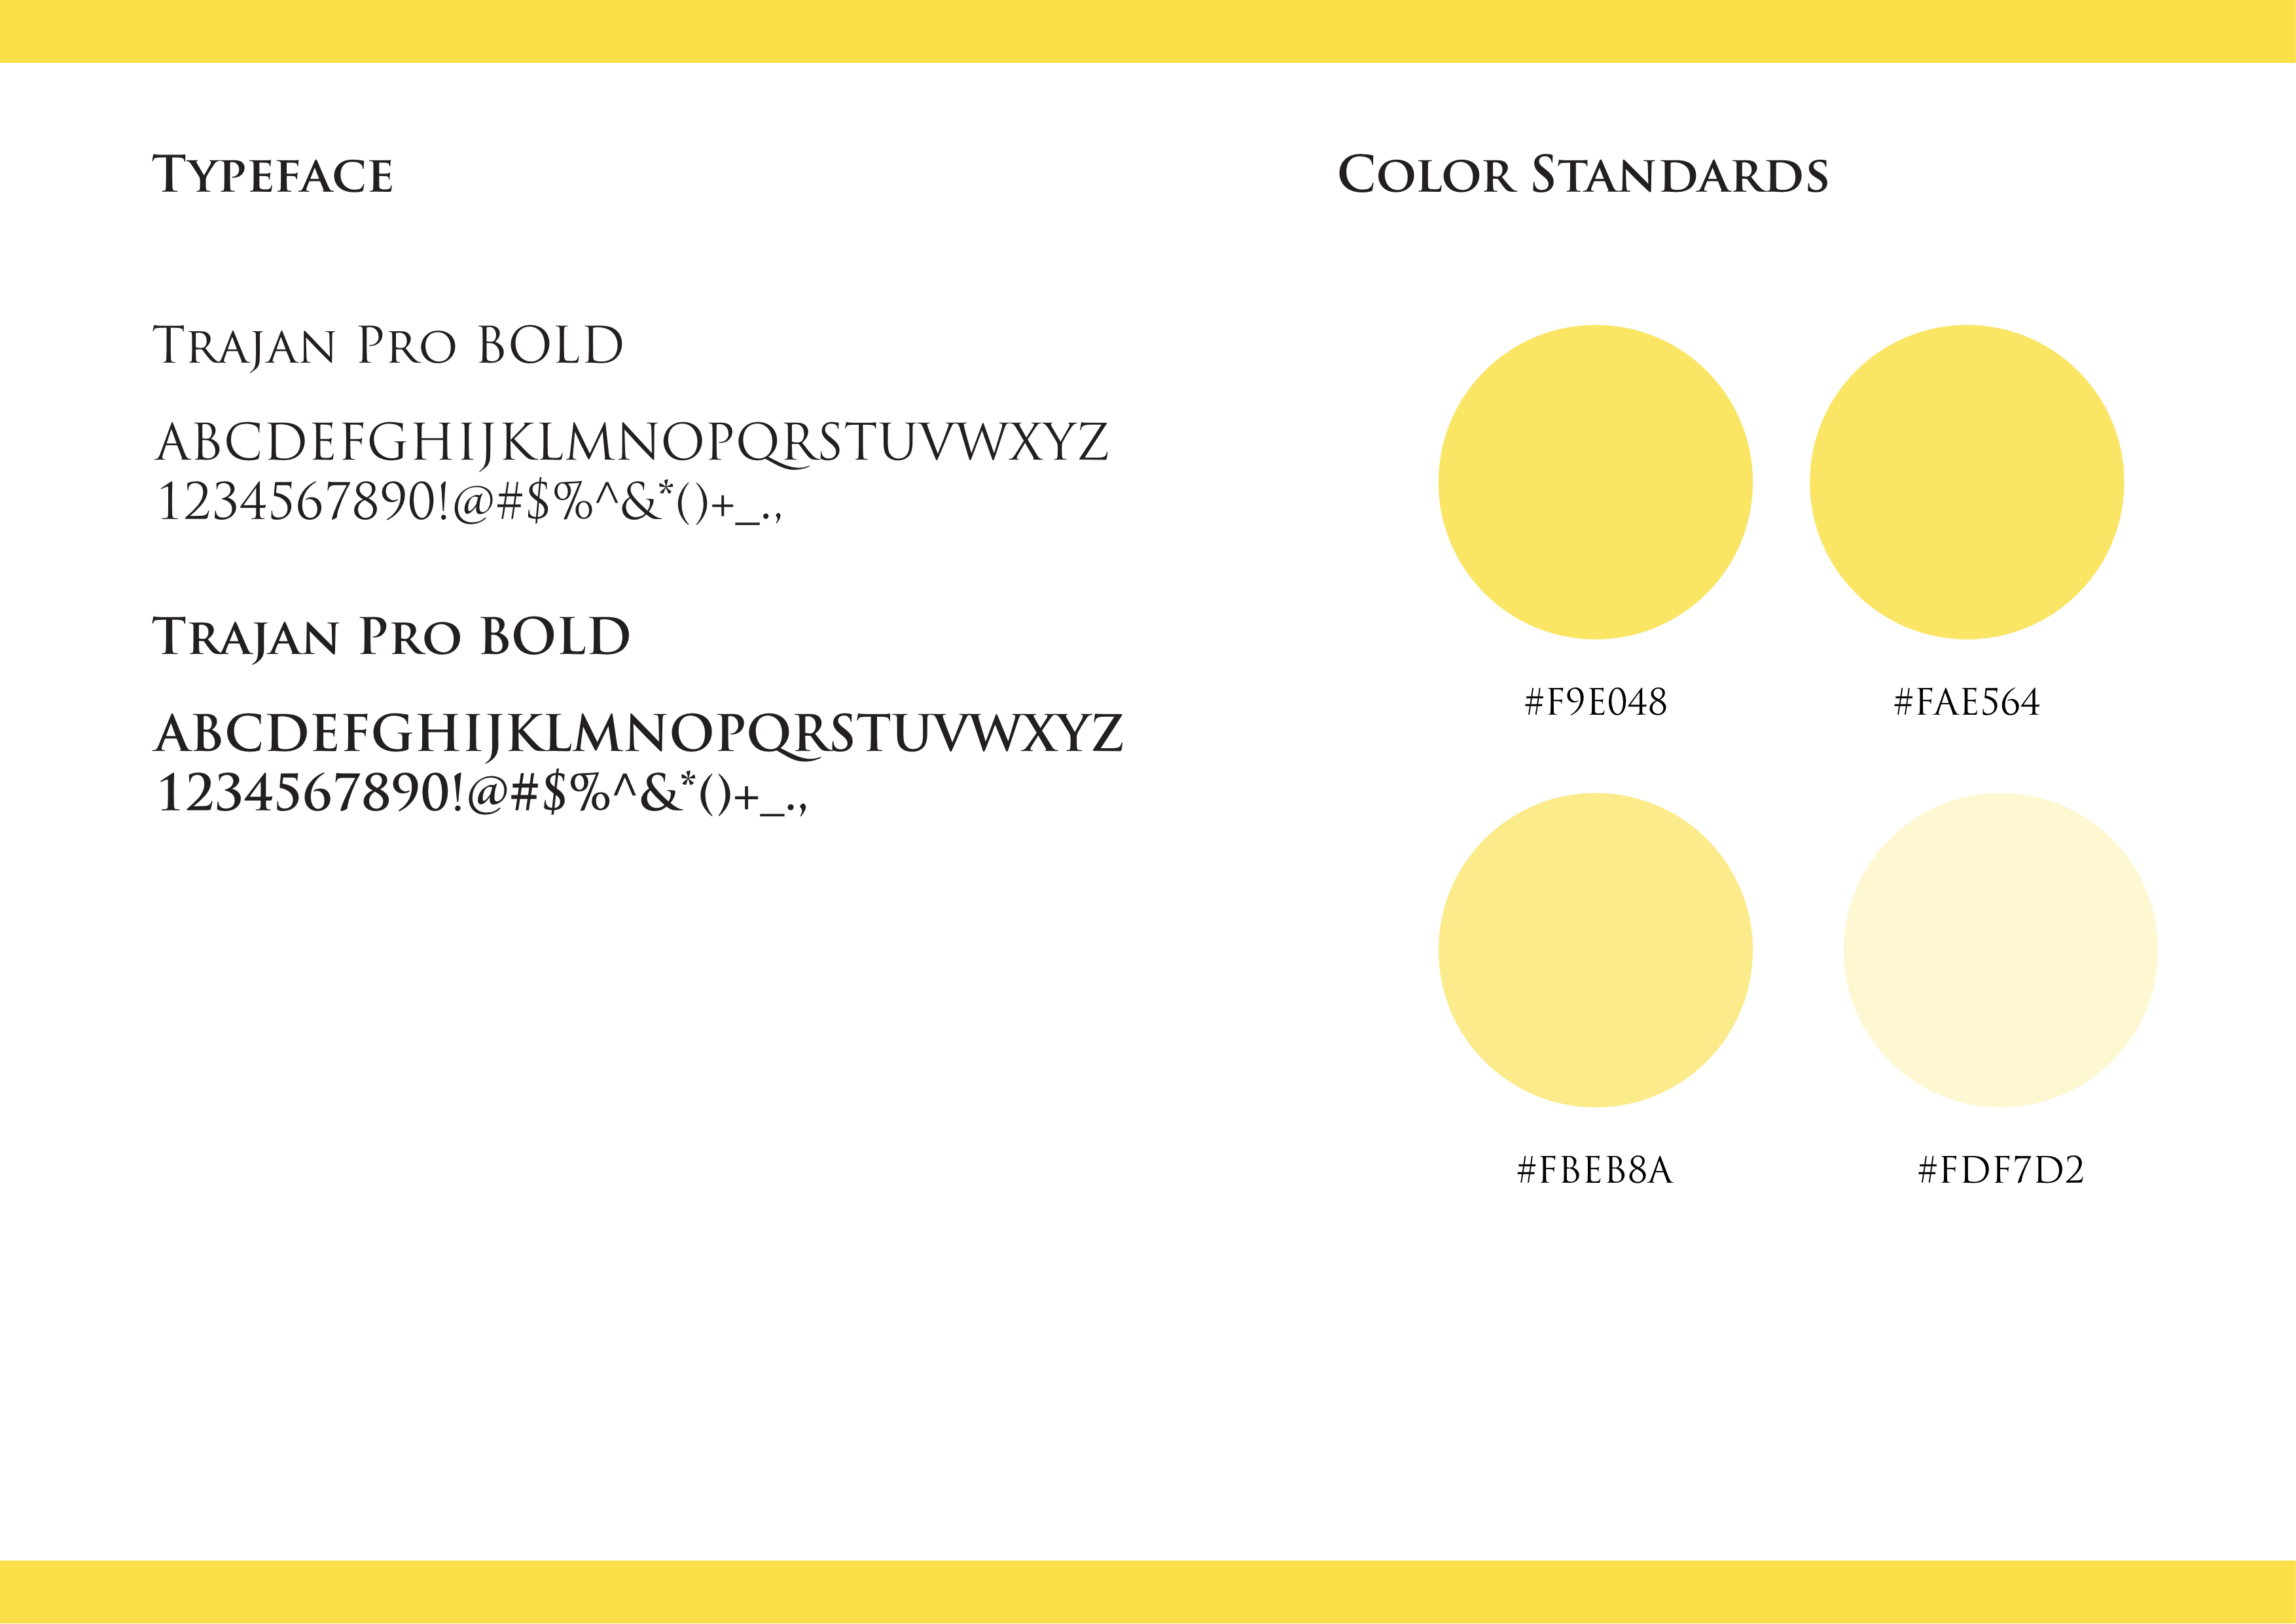 Typeface
Trajan Pro BOLD
ABCDEFGHIJKLMNOPQRSTUVWXYZ
1234567890!@#$%^&*()+_.,
Trajan Pro BOLD
ABCDEFGHIJKLMNOPQRSTUVWXYZ
1234567890!@#$%^&*()+_.,
Color Standards
#F9E048
#FAE564
#FBEB8A
#FDF7D2